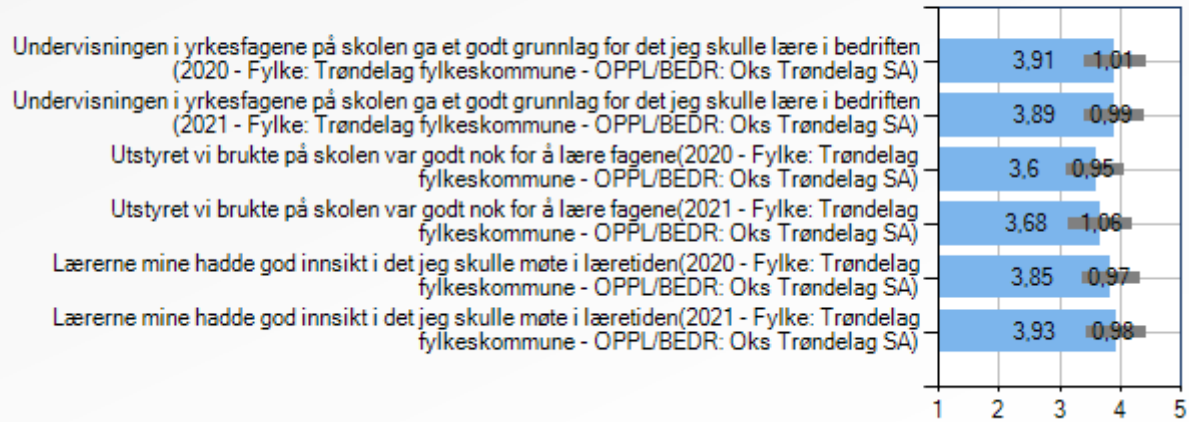 Undervisningen i yrkesfagene på skolen ga et godt grunnlag for det jeg skulle lære i bedriften
(2020 - Fylke: Trøndelag fylkeskommune - OPPL/BEDR: Oks Trøndelag SA)
3,91 1,01
Undervisningen i yrkesfagene på skolen ga et godt grunnlag for det jeg skulle lære i bedriften
(2021 - Fylke: Trøndelag fylkeskommune - OPPL/BEDR: Oks Trøndelag SA)
3,89 0,99
Utstyret vi brukte på skolen var godt nok for å lære fagene(2020 - Fylke: Trøndelag
fylkeskommune - OPPL/BEDR: Oks Trøndelag SA)
3,6 0,95
Utstyret vi brukte på skolen var godt nok for å lære fagene(2021 - Fylke: Trøndelag
fylkeskommune - OPPL/BEDR: Oks Trøndelag SA)
3,68 1,06
Lærerne mine hadde god innsikt i det jeg skulle møte i læretiden(2020 - Fylke: Trøndelag
fylkeskommune - OPPL/BEDR: Oks Trøndelag SA)
3,85 0,97
Lærerne mine hadde god innsikt i det jeg skulle møte i læretiden(2021 - Fylke: Trøndelag
fylkeskommune - OPPL/BEDR: Oks Trøndelag SA)
3,93 0,98
1 2 3 4 5